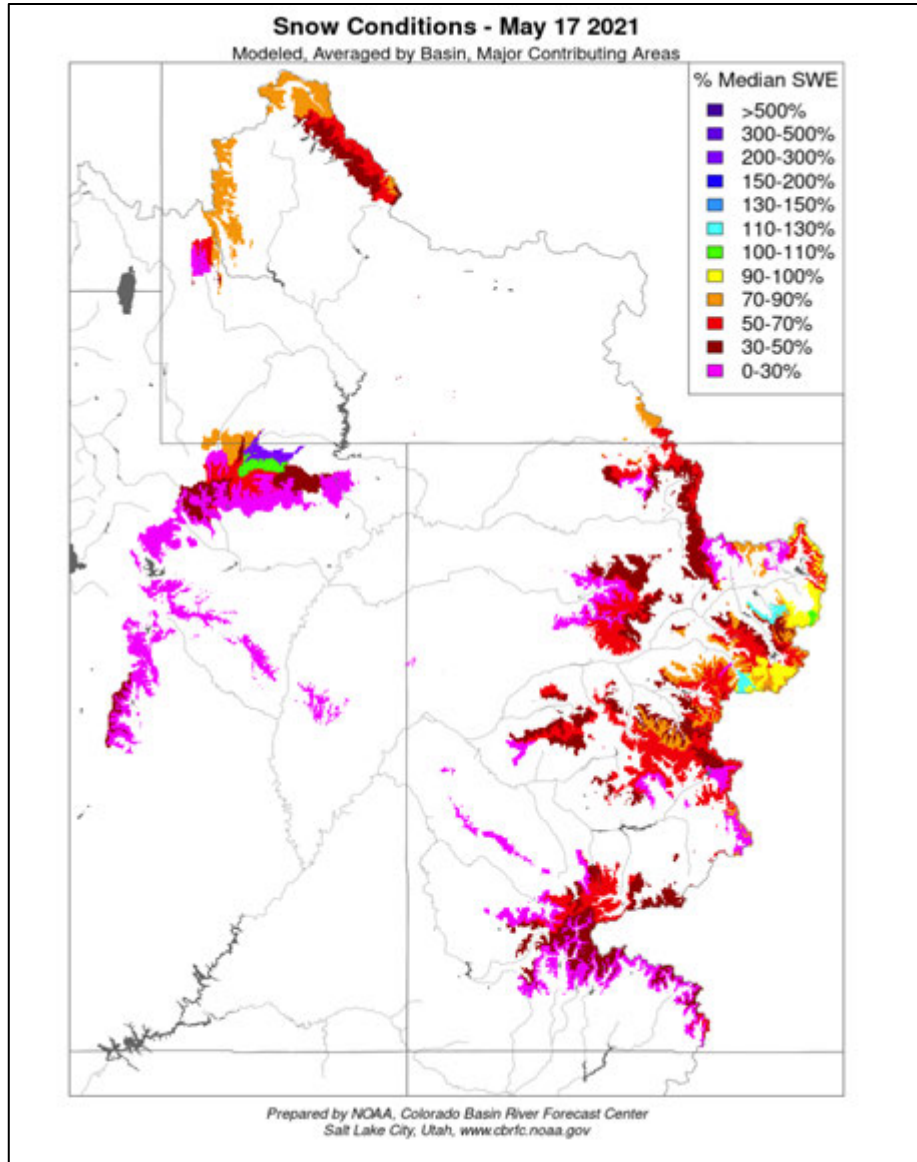 Snow Conditions - May 17 2021
Modeled, Averaged by Basin, Major Contributing Areas
% Median SWE
>500%
300-500%
200-300%
150-200%
130-150%
110-130%
100-110%
90-100%
70-90%
50-70%
30-50%
0-30%
Prepared by NOAA, Colorado Basin River Forecast Center
Salt Lake City, Utah, www.cbrfc.noaa.gov